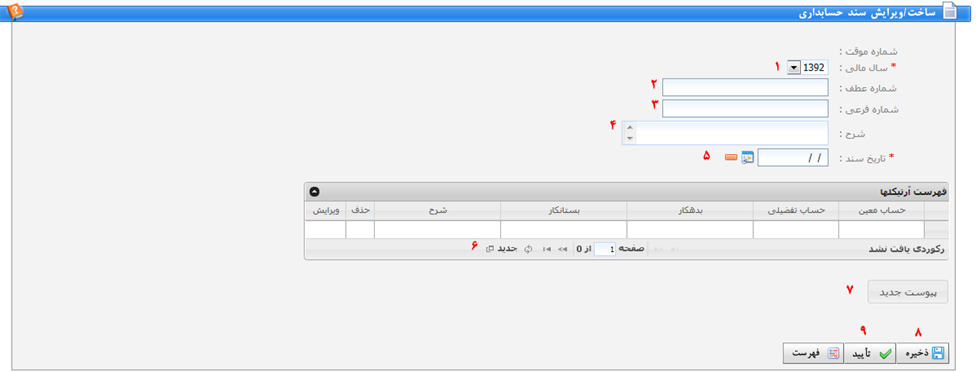 ساخت/ویرایش سند حسابداری
شماره موقت :
* سال مالی : 1392 ۱
شماره عطف : ۲
شماره فرعی : ۳
شرح : ۴
* تاریخ سند : / / ۵
فهرست آرتیکلها
حساب معین حساب تفضیلی بدهکار بستانکار شرح حذف ویرایش
رکوردی یافت نشد صفحه 1 از 0 جدید ۶
پیوست جدید ۷
۸ ۹
ذخیره تأیید فهرست